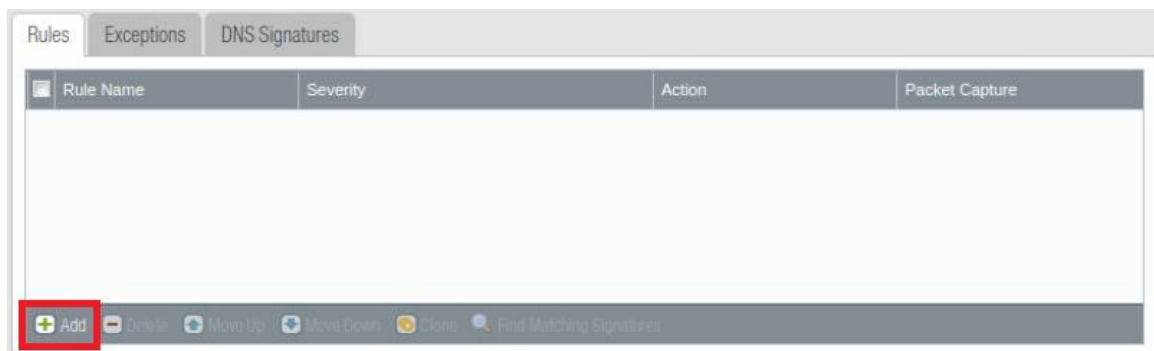 Rules Exceptions DNS Signatures
Rule Name Severity Action Packet Capture
Add Delete Move Up Move Down Clone Find Matching Signatures